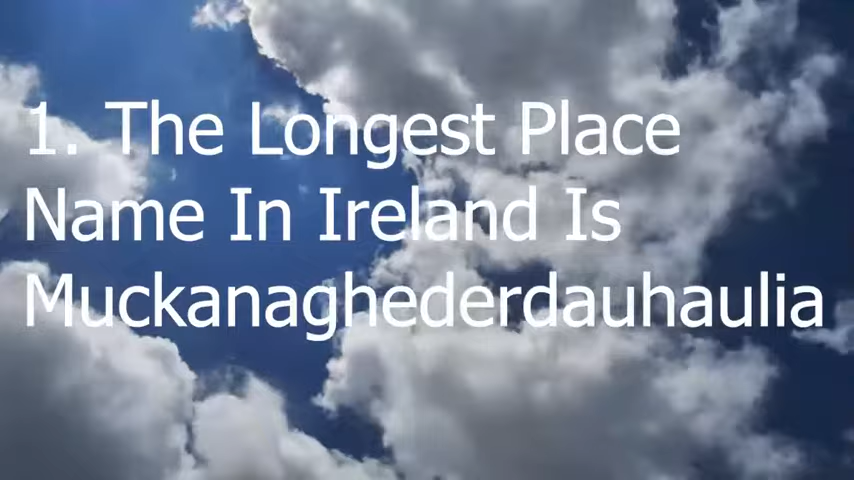 1. The Longest Place
Name In Ireland Is
Muckanaghederdauhaulia